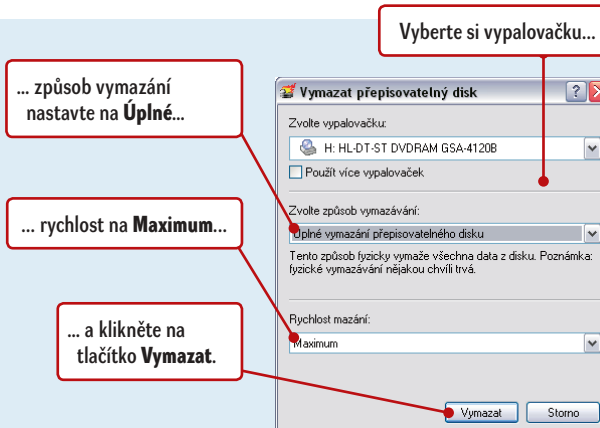 Vyberte si vypalovačku...
... způsob vymazání
nastavte na Úplné...
... rychlost na Maximum...
... a klikněte na
tlačítko Vymazat.
Vymazat přepisovatelný disk
Zvolte vypalovačku:
H: HL-DT-ST DVDRAM GSA-4120B
Použít více vypalovaček
Zvolte způsob vymazávání:
Úplné vymazání přepisovatelného disku
Tento způsob fyzicky vymaže všechna data z disku. Poznámka:
fyzické vymazávání nějakou chvíli trvá.
Rychlost mazání:
Maximum
Vymazat Storno